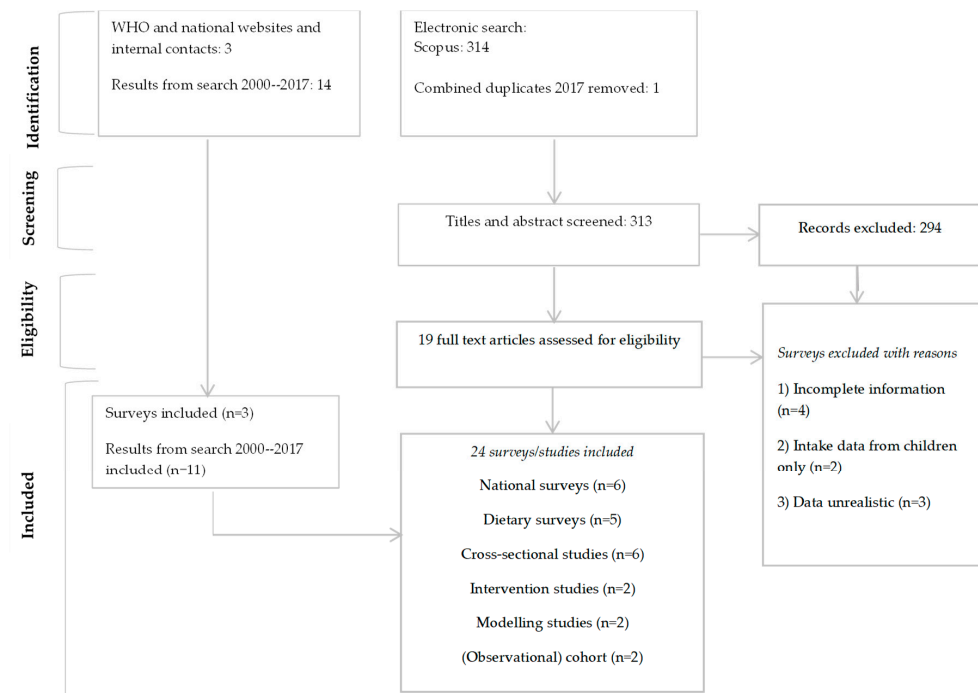 Identification
WHO and national websites and
internal contacts: 3
Results from search 2000--2017: 14
Electronic search:
Scopus: 314
Combined duplicates 2017 removed: 1
Screening
Titles and abstract screened: 313
Records excluded: 294
Eligibility
19 full text articles assessed for eligibility
Surveys excluded with reasons
1) Incomplete information
(n=4)
2) Intake data from children
only (n=2)
3) Data unrealistic (n=3)
Included
Surveys included (n=3)
Results from search 2000--2017
included (n−11)
24 surveys/studies included
National surveys (n=6)
Dietary surveys (n=5)
Cross-sectional studies (n=6)
Intervention studies (n=2)
Modelling studies (n=2)
(Observational) cohort (n=2)